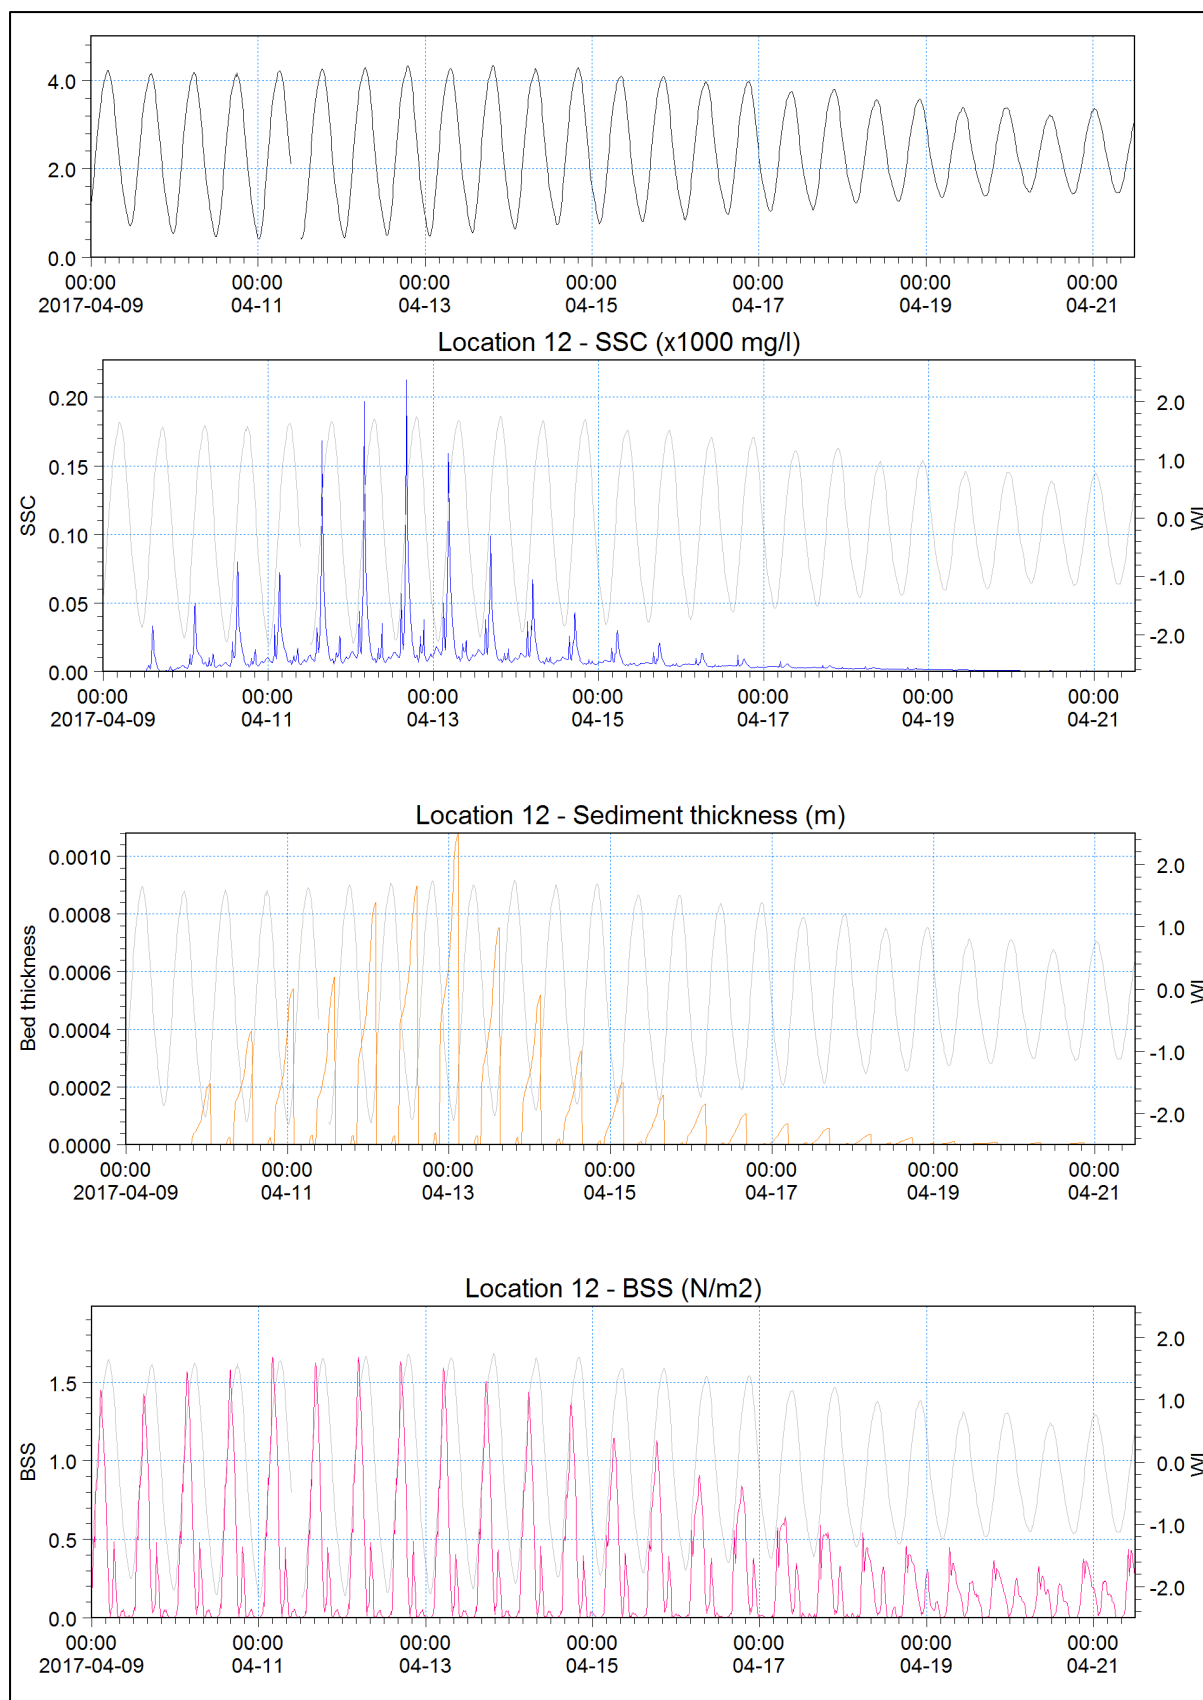 4.0
2.0
0.0
00:00 00:00 00:00 00:00 00:00 00:00 00:00
2017-04-09 04-11 04-13 04-15 04-17 04-19 04-21
Location 12 - SSC (x1000 mg/l)
0.20
0.15
0.10
0.05
0.00
SSC
2.0
1.0
0.0
-1.0
-2.0
WL
00:00 00:00 00:00 00:00 00:00 00:00 00:00
2017-04-09 04-11 04-13 04-15 04-17 04-19 04-21
Location 12 - Sediment thickness (m)
0.0010
0.0008
0.0006
0.0004
0.0002
0.0000
Bed thickness
2.0
1.0
0.0
-1.0
-2.0
WL
00:00 00:00 00:00 00:00 00:00 00:00 00:00
2017-04-09 04-11 04-13 04-15 04-17 04-19 04-21
Location 12 - BSS (N/m2)
1.5
1.0
0.5
0.0
BSS
2.0
1.0
0.0
-1.0
-2.0
WL
00:00 00:00 00:00 00:00 00:00 00:00 00:00
2017-04-09 04-11 04-13 04-15 04-17 04-19 04-21